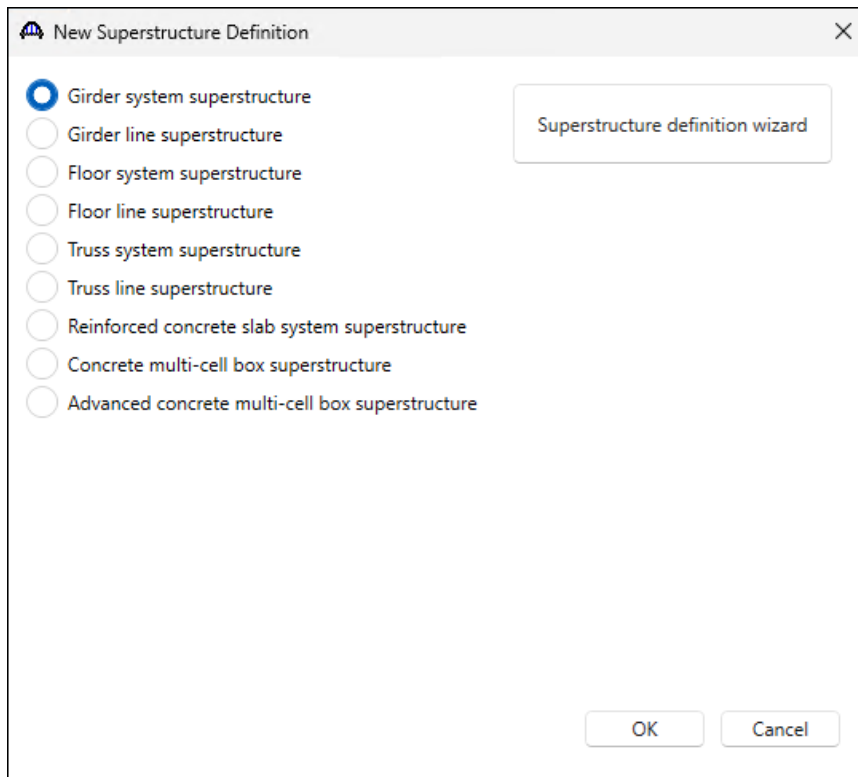 New Superstructure Definition
Girder system superstructure
Girder line superstructure
Floor system superstructure
Floor line superstructure
Truss system superstructure
Truss line superstructure
Reinforced concrete slab system superstructure
Concrete multi-cell box superstructure
Advanced concrete multi-cell box superstructure
Superstructure definition wizard
OK
Cancel